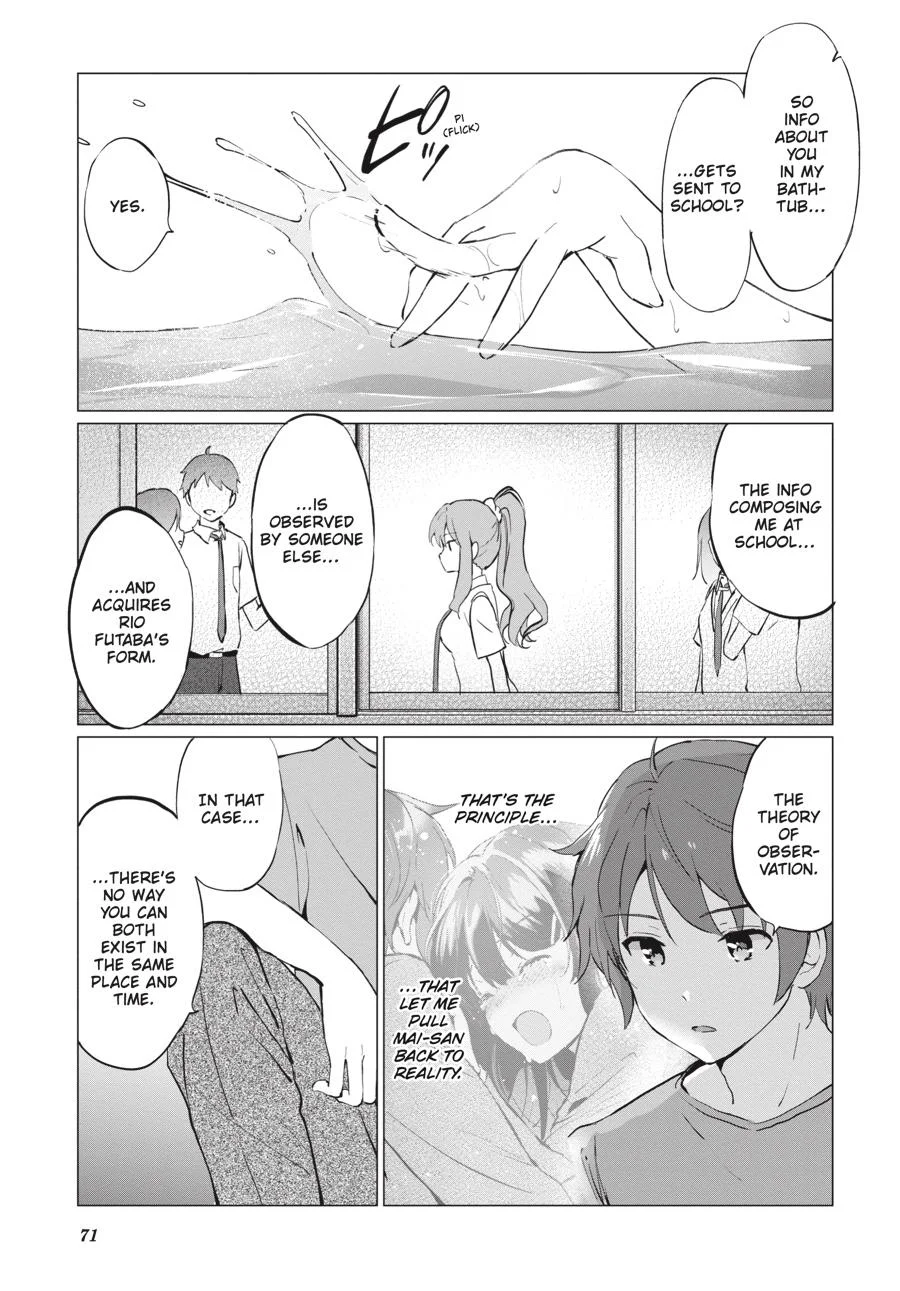 SO
INFO
ABOUT
YOU
IN MY
BATH-
TUB...
...GETS
SENT TO
SCHOOL?
ピッ
PI
(FLICK)
YES.
THE INFO
COMPOSING
ME AT
SCHOOL...
...IS
OBSERVED
BY SOMEONE
ELSE...
...AND
ACQUIRES
RIO
FUTABA'S
FORM.
THE
THEORY
OF
OBSER-
VATION.
THAT'S THE
PRINCIPLE...
...THAT
LET ME
PULL
MAI-SAN
BACK TO
REALITY.
IN THAT
CASE...
...THERE'S
NO WAY
YOU CAN
BOTH
EXIST IN
THE SAME
PLACE AND
TIME.
71